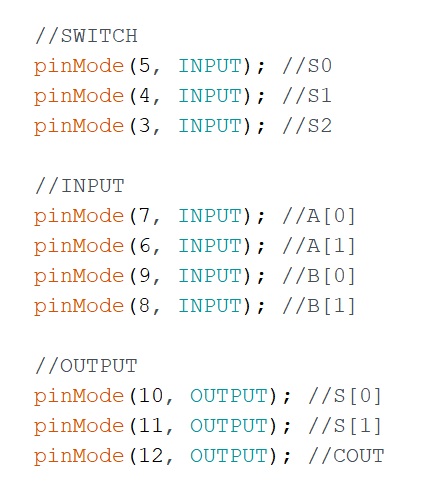 //SWITCH
pinMode(5, INPUT); //S0
pinMode(4, INPUT); //S1
pinMode(3, INPUT); //S2
//INPUT
pinMode(7, INPUT); //A[0]
pinMode(6, INPUT); //A[1]
pinMode(9, INPUT); //B[0]
pinMode(8, INPUT); //B[1]
//OUTPUT
pinMode(10, OUTPUT); //S[0]
pinMode(11, OUTPUT); //S[1]
pinMode(12, OUTPUT); //COUT